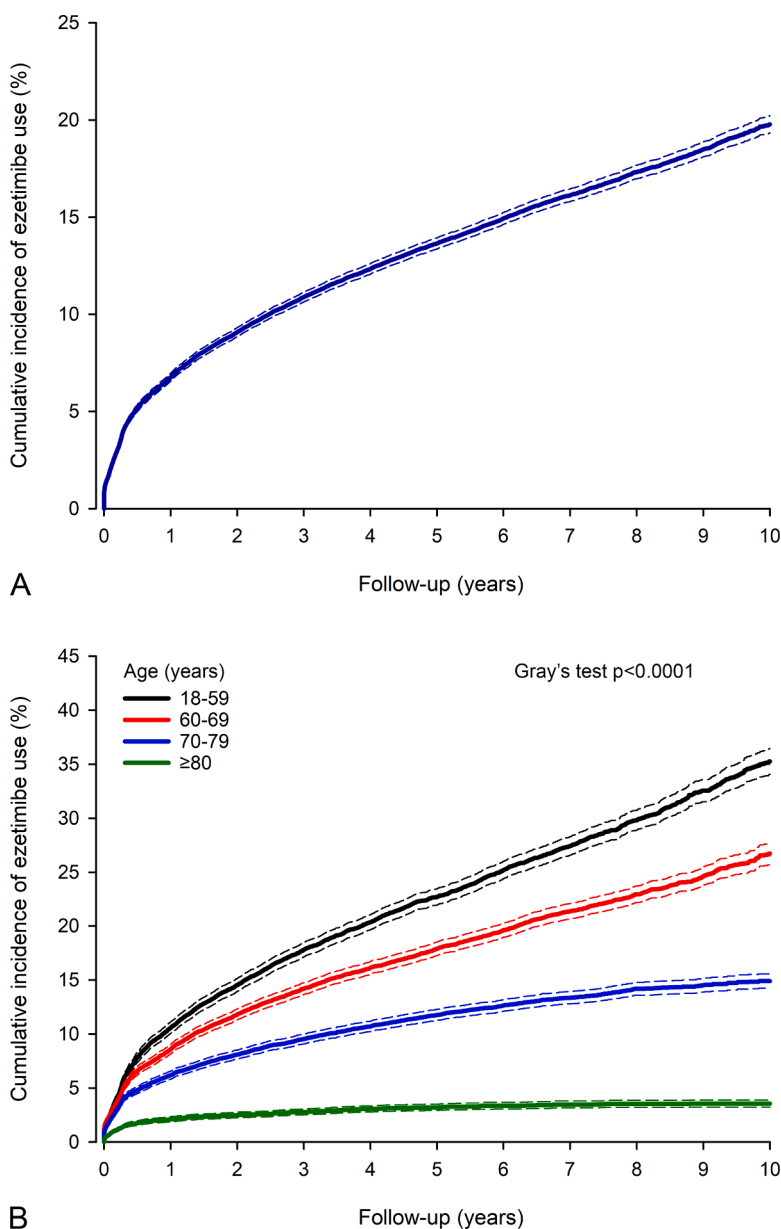 25
20
15
10
5
0
Cumulative incidence of ezetimibe use (%)
0 1 2 3 4 5 6 7 8 9 10
Follow-up (years)
A
45
40
35
30
25
20
15
10
5
0
Cumulative incidence of ezetimibe use (%)
Age (years)
18-59
60-69
70-79
≥80
Gray's test p<0.0001
0 1 2 3 4 5 6 7 8 9 10
Follow-up (years)
B